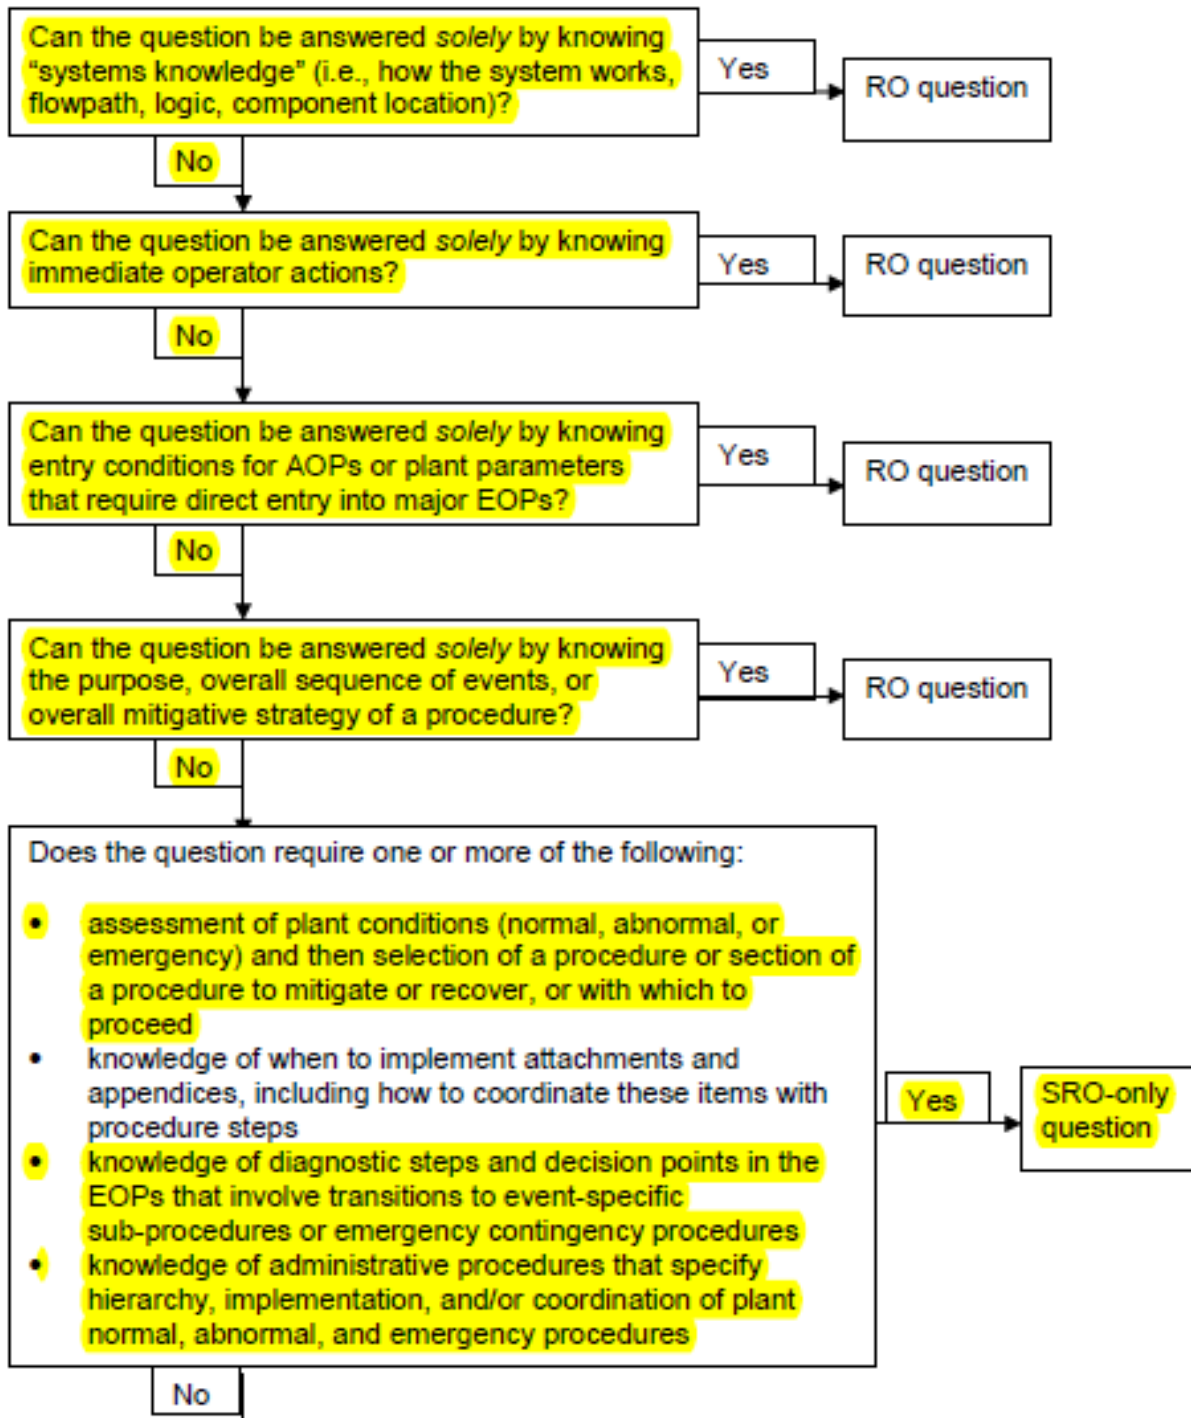 Can the question be answered solely by knowing
“systems knowledge” (i.e., how the system works,
flowpath, logic, component location)?
Yes
RO question
No
Can the question be answered solely by knowing
immediate operator actions?
Yes
RO question
No
Can the question be answered solely by knowing
entry conditions for AOPs or plant parameters
that require direct entry into major EOPs?
Yes
RO question
No
Can the question be answered solely by knowing
the purpose, overall sequence of events, or
overall mitigative strategy of a procedure?
Yes
RO question
No
Does the question require one or more of the following:
• assessment of plant conditions (normal, abnormal, or
emergency) and then selection of a procedure or section of
a procedure to mitigate or recover, or with which to
proceed
• knowledge of when to implement attachments and
appendices, including how to coordinate these items with
procedure steps
• knowledge of diagnostic steps and decision points in the
EOPs that involve transitions to event-specific
sub-procedures or emergency contingency procedures
• knowledge of administrative procedures that specify
hierarchy, implementation, and/or coordination of plant
normal, abnormal, and emergency procedures
Yes
SRO-only
question
No